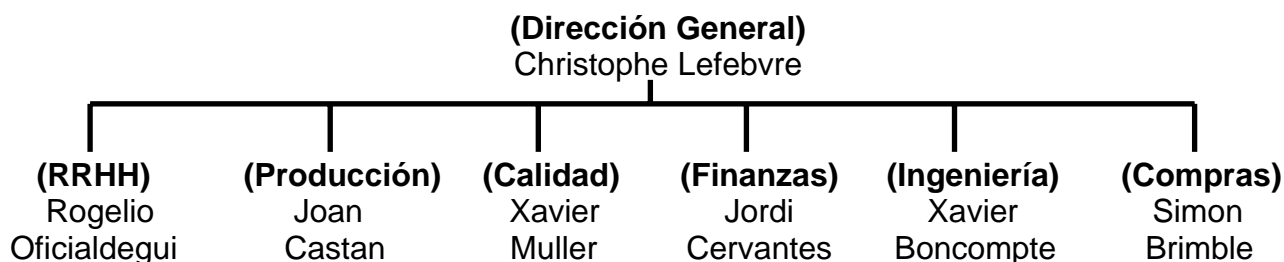 (Dirección General)
Christophe Lefebvre
(RRHH) (Producción) (Calidad) (Finanzas) (Ingeniería) (Compras)
Rogelio Joan Xavier Jordi Xavier Simon
Oficialdegui Castan Muller Cervantes Boncompte Brimble